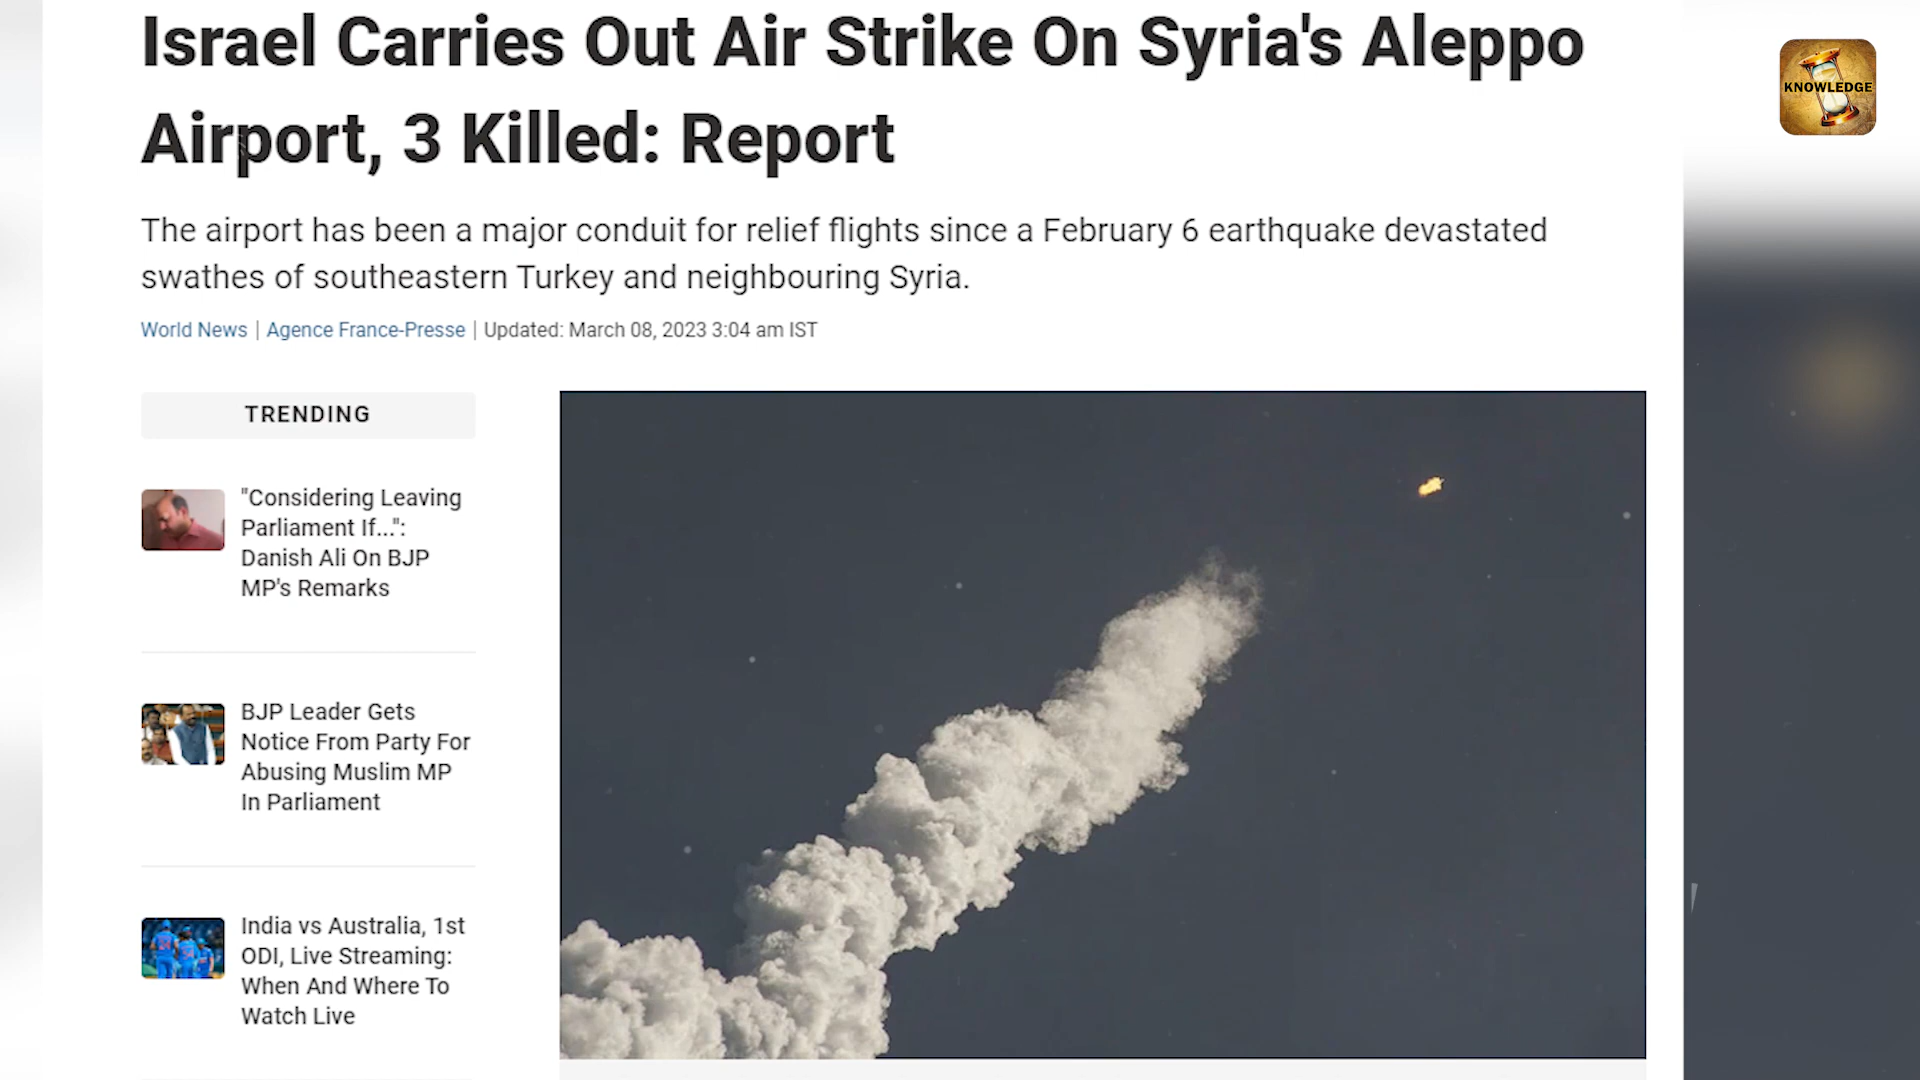 Israel Carries Out Air Strike On Syria's Aleppo
Airport, 3 Killed: Report
KNOWLEDGE
The airport has been a major conduit for relief flights since a February 6 earthquake devastated
swathes of southeastern Turkey and neighbouring Syria.
World News | Agence France-Presse | Updated: March 08, 2023 3:04 am IST
TRENDING
"Considering Leaving
Parliament If...":
Danish Ali On BJP
MP's Remarks
BJP Leader Gets
Notice From Party For
Abusing Muslim MP
In Parliament
India vs Australia, 1st
ODI, Live Streaming:
When And Where To
Watch Live